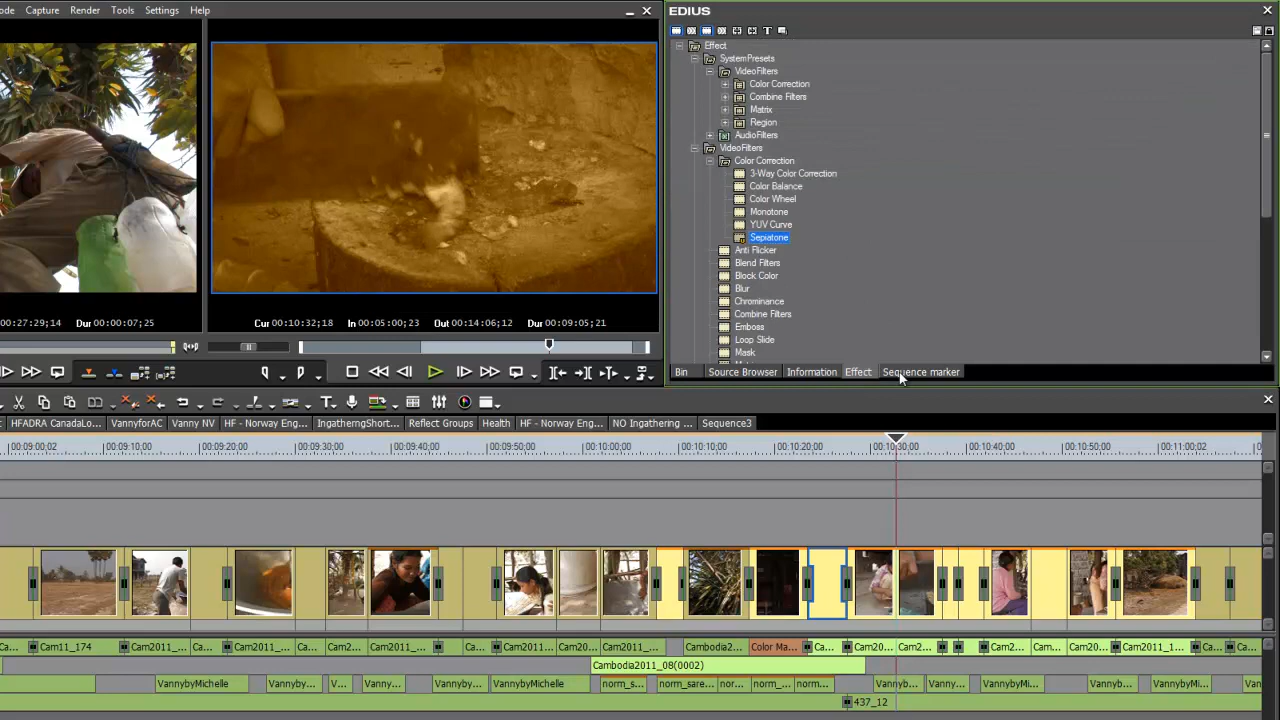 ode Capture Render Tools Settings Help
EDIUS
Effect
SystemPresets
VideoFilters
Color Correction
Combine Filters
Matrix
Region
AudioFilters
VideoFilters
Color Correction
3-Way Color Correction
Color Balance
Color Wheel
Monotone
YUV Curve
Sepiatone
Anti Flicker
Blend Filters
Block Color
Blur
Chrominance
Combine Filters
Emboss
Loop Slide
Mask
00:27:29;14 Dur 00:00:07;25
Cur 00:10:32;18 In 00:05:00;23 Out 00:14:06;12 Dur 00:09:05;21
Bin Source Browser Information Effect Sequence marker
HFADRA CanadaLo... VannyforAC Vanny NV HF - Norway Eng... IngatherngShort... Reflect Groups Health HF - Norway Eng... NO Ingathering ... Sequence3
00:09:00;02 00:09:10;00 00:09:20;00 00:09:30;00 00:09:40;00 00:09:50;00 00:10:00;00 00:10:10;00 00:10:20;00 00:10:30;00 00:10:40;00 00:10:50;00 00:11:00;02
Ca... Cam11_174 Ca... Cam2011_... Ca... Cam2011_... Cam2011_... Ca... Cam2011_... Ca... Cam2011_... Cambodia2... Color Ma... Ca... Cam20... Cam2... Cam2... Cam... Cam20... Cam2011_1... Ca... Ca...
Cambodia2011_08(0002)
VannybyMichelle Vannyby... V... Vanny... Vannyby... VannybyMichelle norm_s... norm_sare... nor... norm_... norm... Vannyb... Vanny... VannybyMi... Vannyb... VannybyMi... Van
437_12